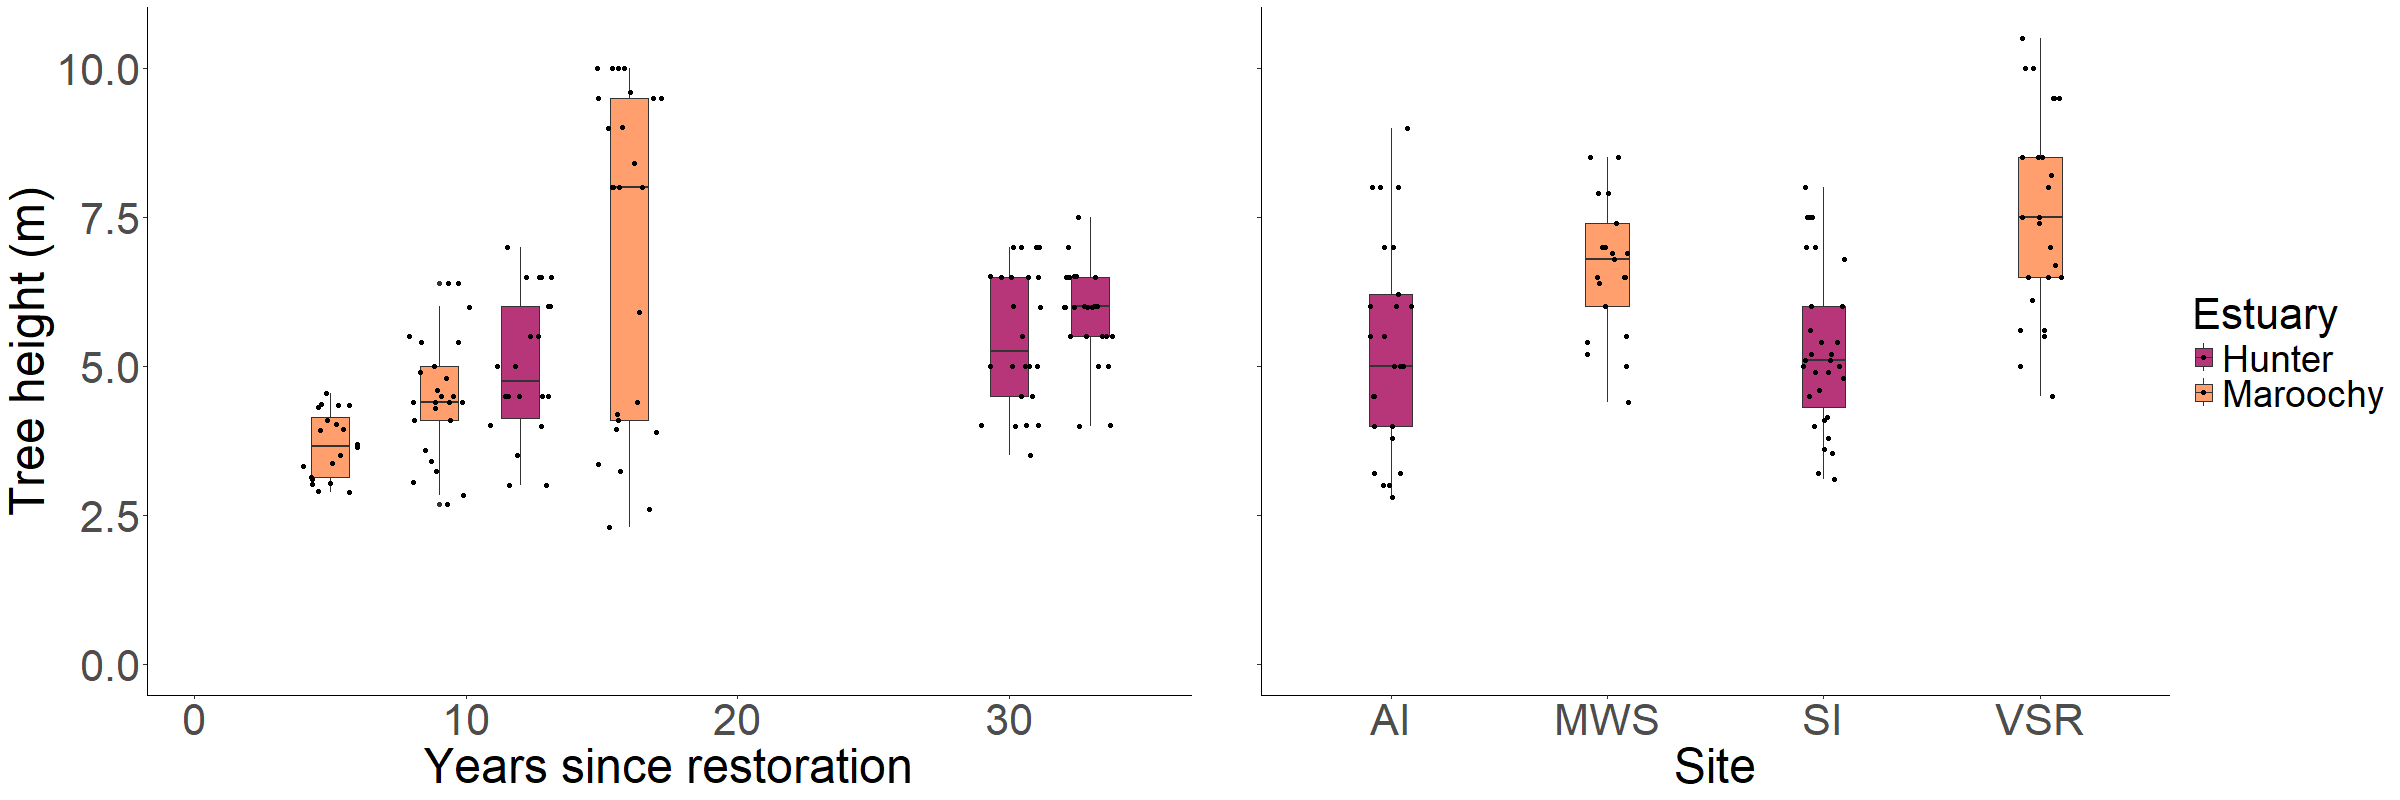 Tree height (m)
10.0
7.5
5.0
2.5
0.0
0 10 20 30
Years since restoration
AI MWS SI VSR
Site
Estuary
Hunter
Maroochy